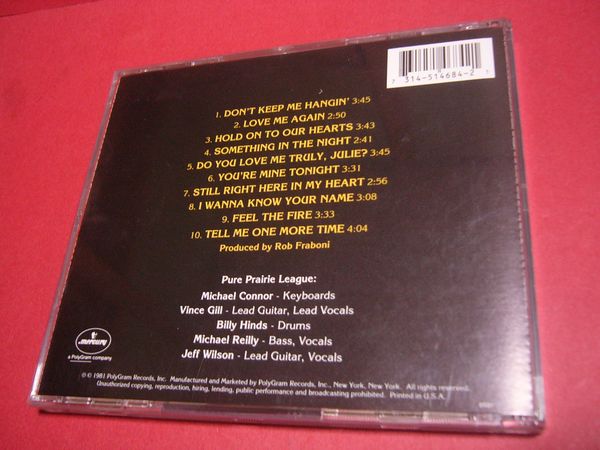 7 314-514684-2 1
1. DON'T KEEP ME HANGIN' 3:45
2. LOVE ME AGAIN 2:50
3. HOLD ON TO OUR HEARTS 3:43
4. SOMETHING IN THE NIGHT 2:41
5. DO YOU LOVE ME TRULY, JULIE? 3:45
6. YOU'RE MINE TONIGHT 3:31
7. STILL RIGHT HERE IN MY HEART 2:56
8. I WANNA KNOW YOUR NAME 3:08
9. FEEL THE FIRE 3:33
10. TELL ME ONE MORE TIME 4:04
Produced by Rob Fraboni
Pure Prairie League:
Michael Connor - Keyboards
Vince Gill - Lead Guitar, Lead Vocals
Billy Hinds - Drums
Michael Reilly - Bass, Vocals
Jeff Wilson - Lead Guitar, Vocals
mercury
a PolyGram company
℗ © 1981 PolyGram Records, Inc. Manufactured and Marketed by PolyGram Records, Inc., New York, New York. All rights reserved.
Unauthorized copying, reproduction, hiring, lending, public performance and broadcasting prohibited. Printed in U.S.A.